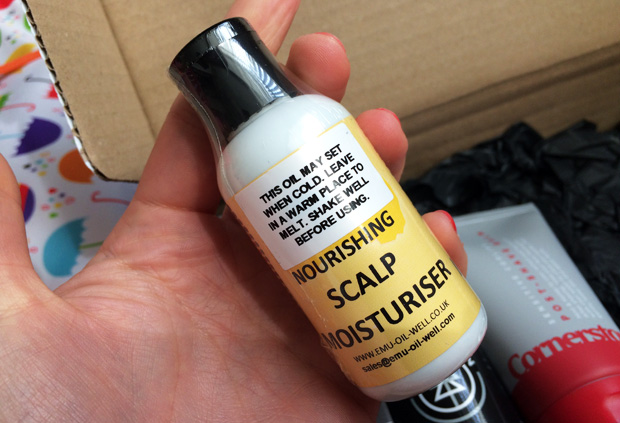 THIS OIL MAY SET
WHEN COLD. LEAVE
IN A WARM PLACE TO
MELT. SHAKE WELL
BEFORE USING.
NOURISHING
SCALP
MOISTURISER
WWW.EMU-OIL-WELL.CO.UK
sales@emu-oil-well.com
Cornersto